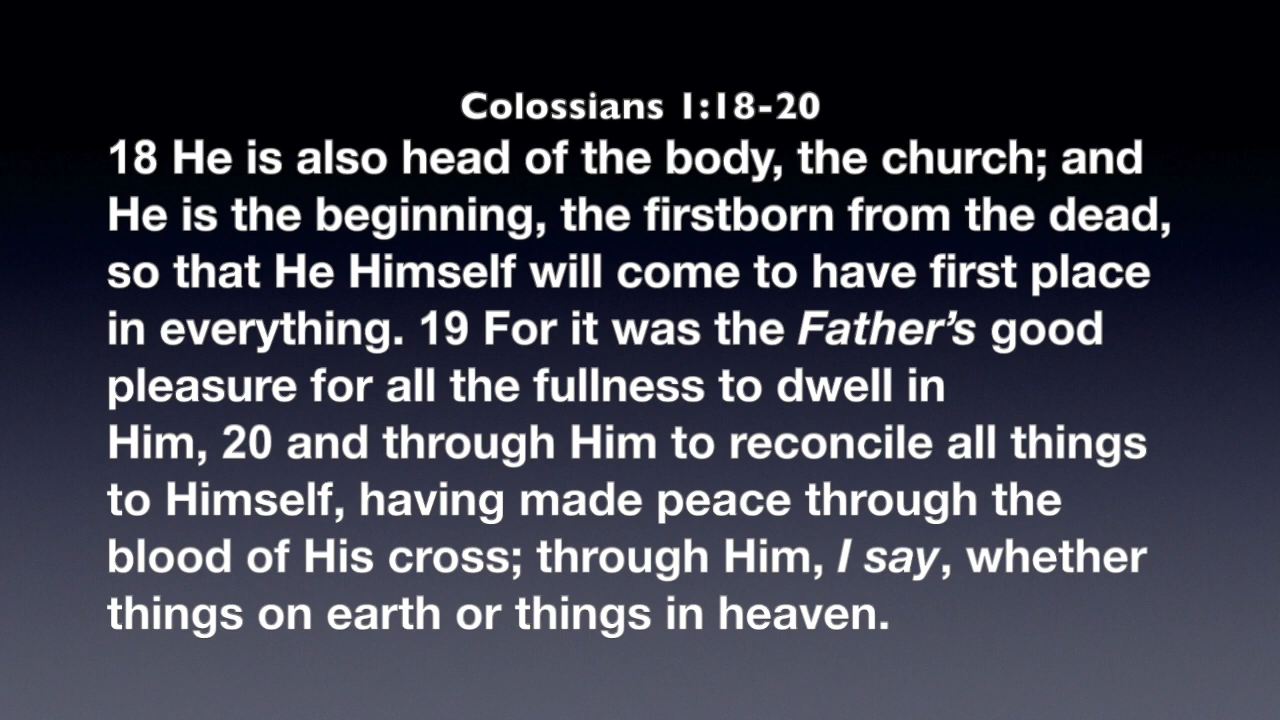 Colossians 1:18-20
18 He is also head of the body, the church; and
He is the beginning, the firstborn from the dead,
so that He Himself will come to have first place
in everything. 19 For it was the Father’s good
pleasure for all the fullness to dwell in
Him, 20 and through Him to reconcile all things
to Himself, having made peace through the
blood of His cross; through Him, I say, whether
things on earth or things in heaven.